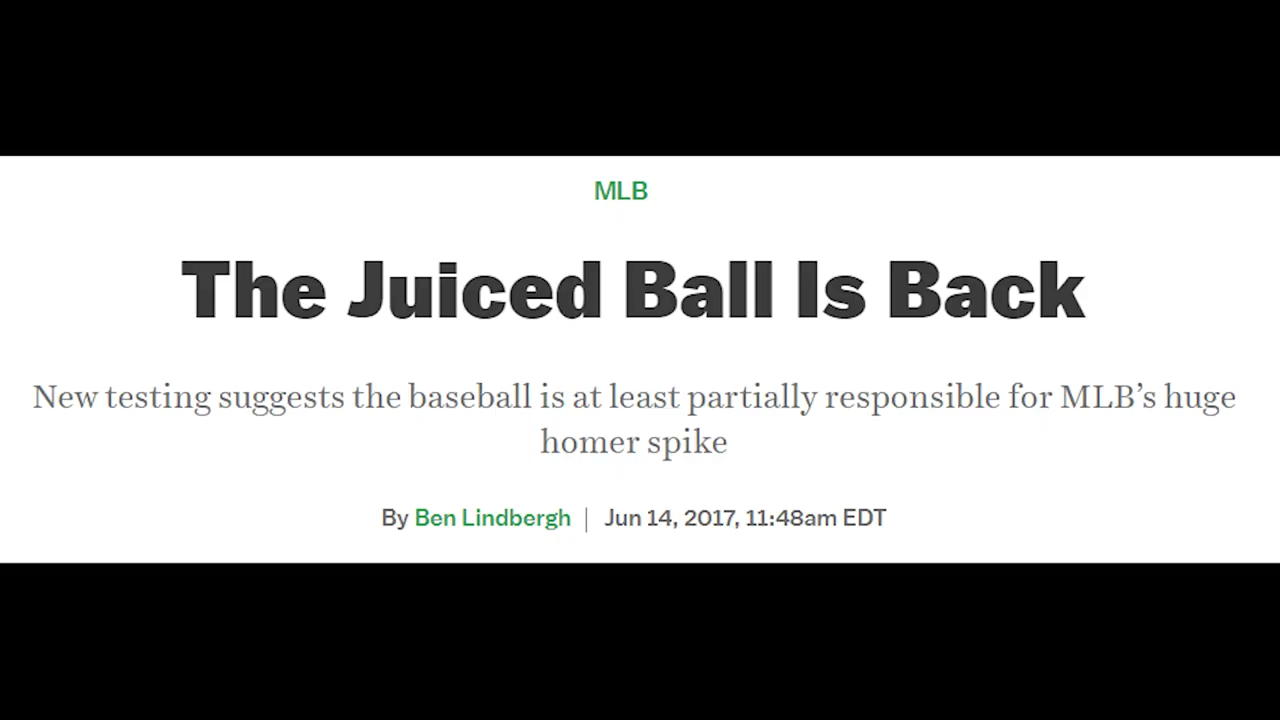 MLB
The Juiced Ball Is Back
New testing suggests the baseball is at least partially responsible for MLB’s huge
homer spike
By Ben Lindbergh | Jun 14, 2017, 11:48am EDT